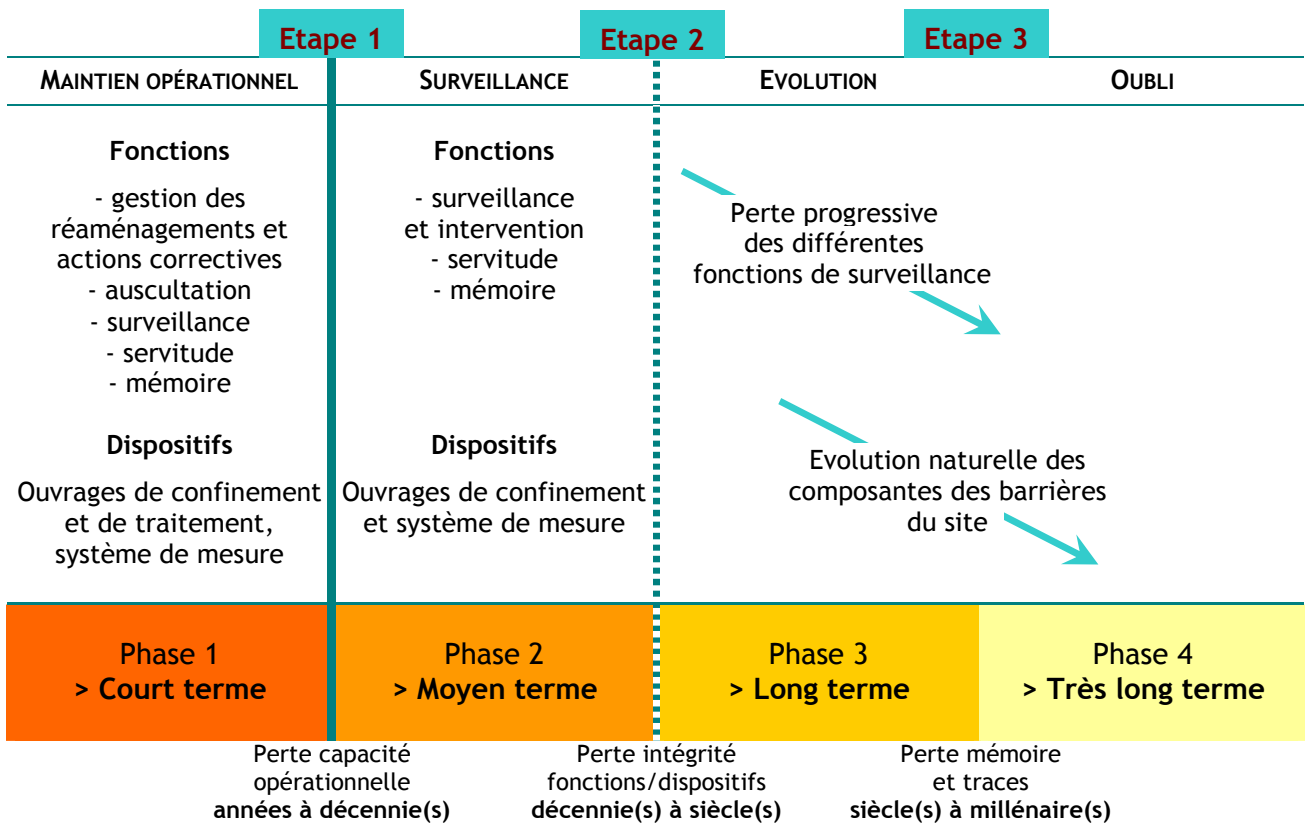 Etape 1
Etape 2
Etape 3
MAINTIEN OPÉRATIONNEL
SURVEILLANCE
EVOLUTION
OUBLI
Fonctions
- gestion des
réaménagements et
actions correctives
- auscultation
- surveillance
- servitude
- mémoire
Dispositifs
Ouvrages de confinement
et de traitement,
système de mesure
Fonctions
- surveillance
et intervention
- servitude
- mémoire
Dispositifs
Ouvrages de confinement
et système de mesure
Perte progressive
des différentes
fonctions de surveillance
Evolution naturelle des
composantes des barrières
du site
Phase 1
> Court terme
Phase 2
> Moyen terme
Phase 3
> Long terme
Phase 4
> Très long terme
Perte capacité
opérationnelle
années à décennie(s)
Perte intégrité
fonctions/dispositifs
décennie(s) à siècle(s)
Perte mémoire
et traces
siècle(s) à millénaire(s)